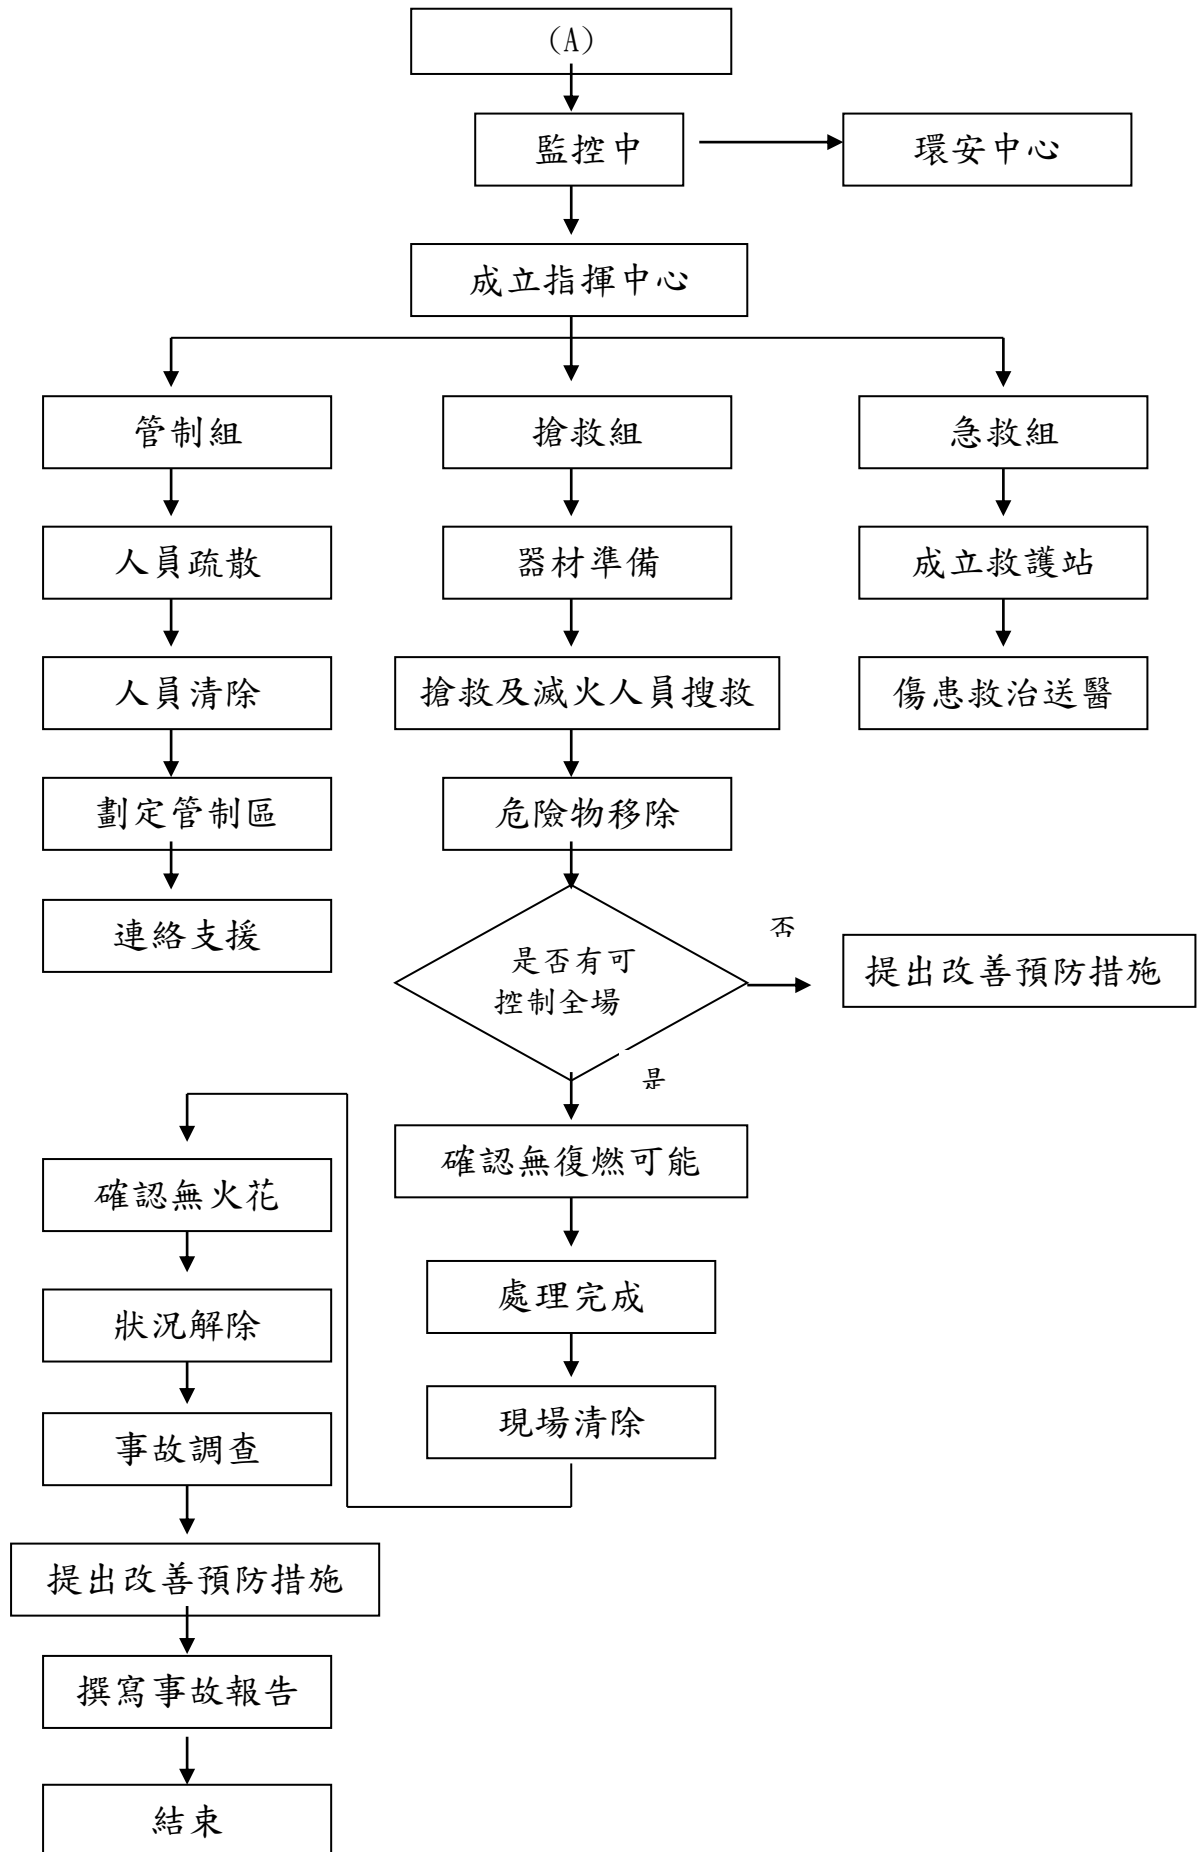 (A)
監控中
環安中心
成立指揮中心
管制組
搶救組
急救組
人員疏散
器材準備
成立救護站
人員清除
搶救及滅火人員搜救
傷患救治送醫
劃定管制區
危險物移除
連絡支援
是否有可
控制全場
否
提出改善預防措施
是
確認無復燃可能
處理完成
現場清除
確認無火花
狀況解除
事故調查
提出改善預防措施
撰寫事故報告
結束